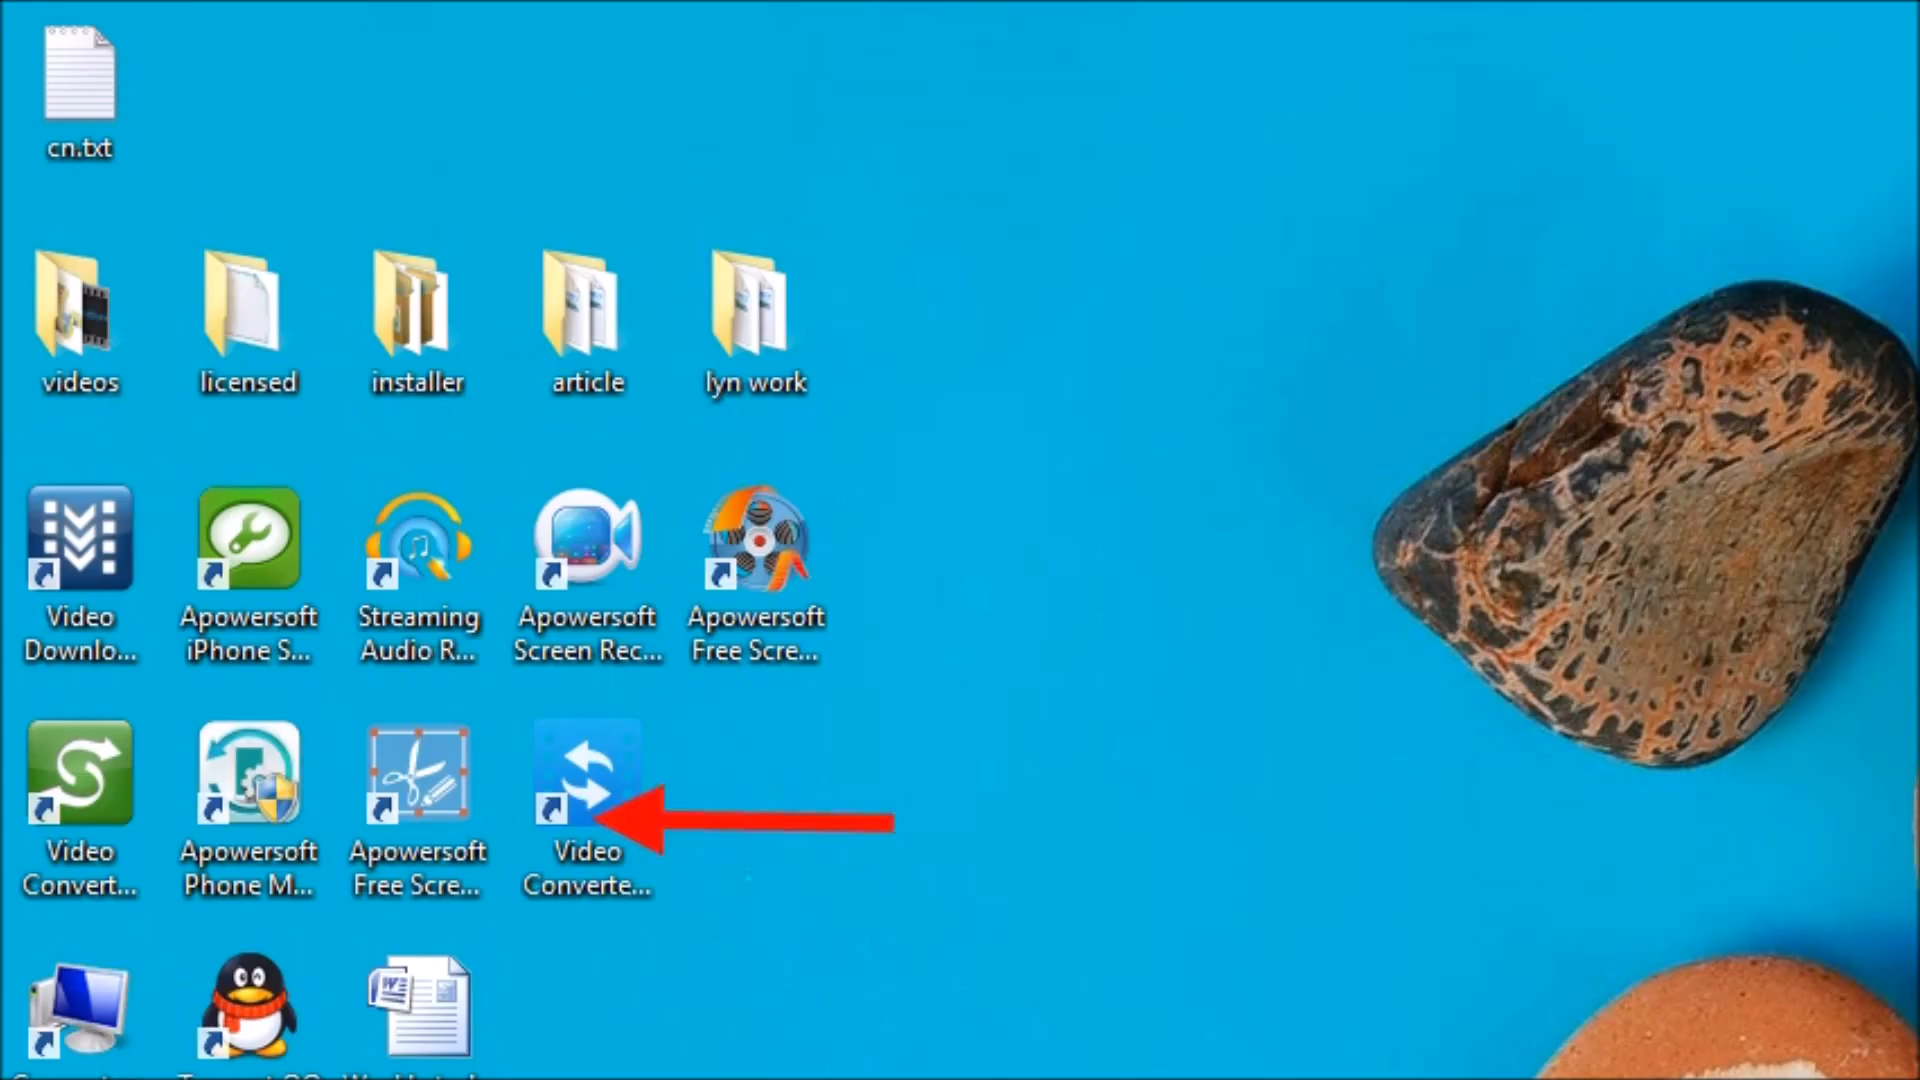 cn.txt
videos
licensed
installer
article
lyn work
Video
Downlo...
Apowersoft
iPhone S...
Streaming
Audio R...
Apowersoft
Screen Rec...
Apowersoft
Free Scre...
Video
Convert...
Apowersoft
Phone M...
Apowersoft
Free Scre...
Video
Converte...